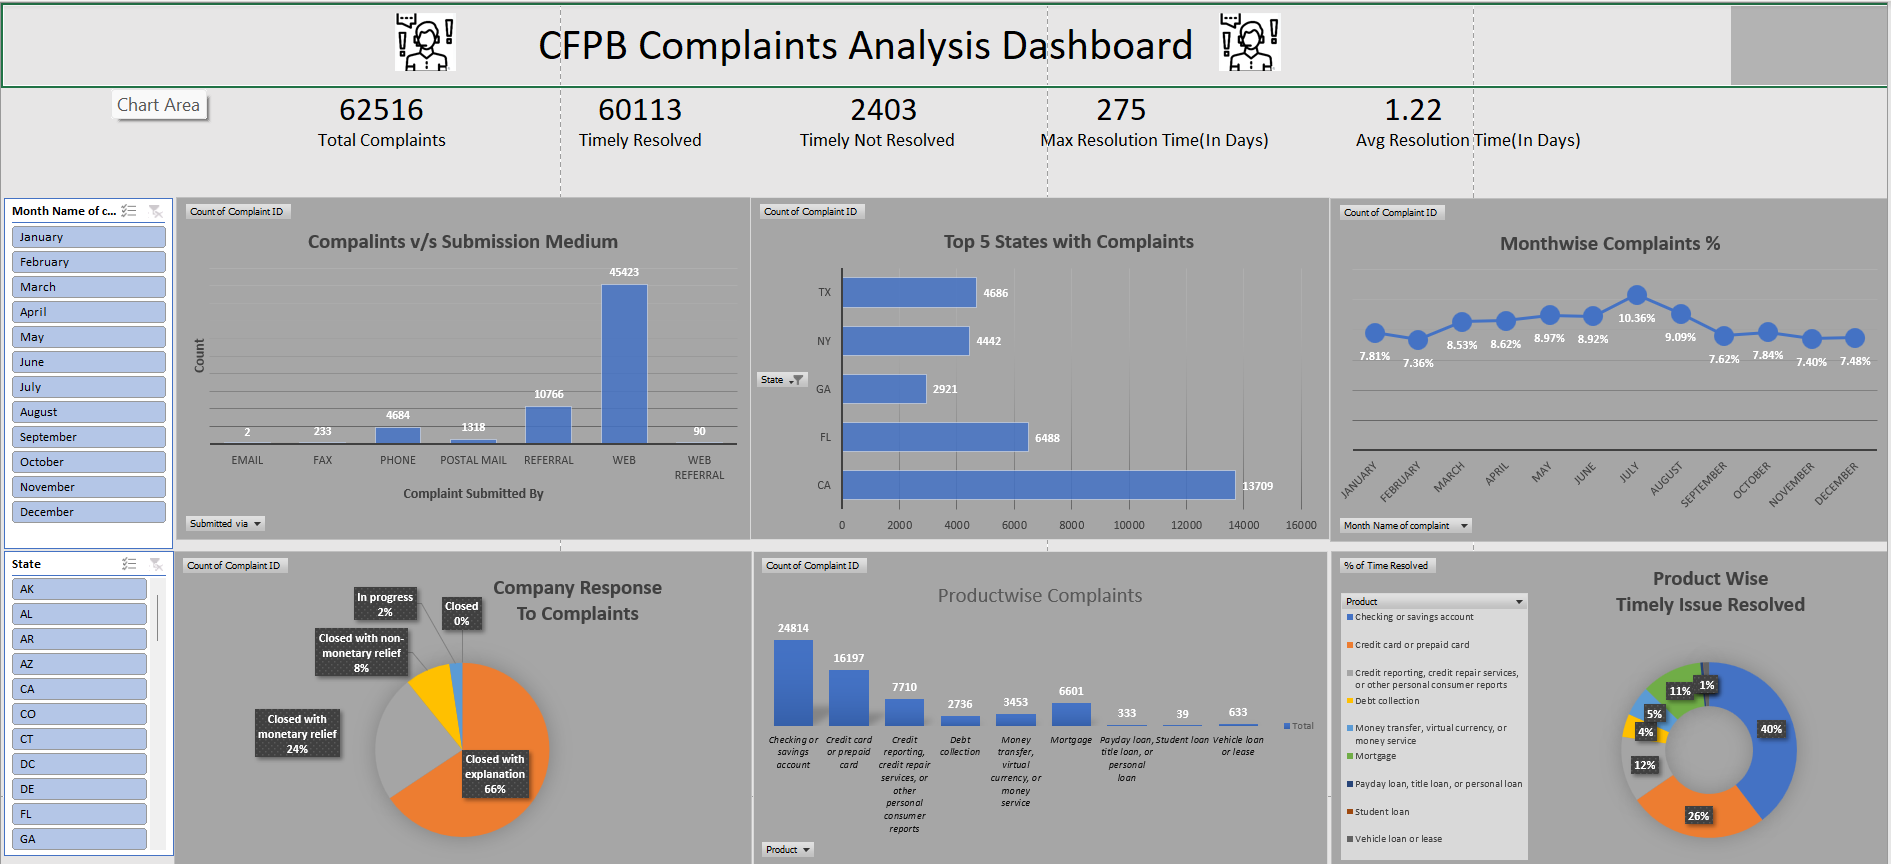 CFPB Complaints Analysis Dashboard
Chart Area
62516
Total Complaints
60113
Timely Resolved
2403
Timely Not Resolved
275
Max Resolution Time(In Days)
1.22
Avg Resolution Time(In Days)
Month Name of c...
January
February
March
April
May
June
July
August
September
October
November
December
Count of Complaint ID
Compalints v/s Submission Medium
Count
2
233
4684
1318
10766
45423
90
EMAIL
FAX
PHONE
POSTAL MAIL
REFERRAL
WEB
WEB
REFERRAL
Complaint Submitted By
Submitted via
Count of Complaint ID
Top 5 States with Complaints
State
TX
4686
NY
4442
GA
2921
FL
6488
CA
13709
0
2000
4000
6000
8000
10000
12000
14000
16000
Count of Complaint ID
Monthwise Complaints %
7.81%
7.36%
8.53%
8.62%
8.97%
8.92%
10.36%
9.09%
7.62%
7.84%
7.40%
7.48%
JANUARY
FEBRUARY
MARCH
APRIL
MAY
JUNE
JULY
AUGUST
SEPTEMBER
OCTOBER
NOVEMBER
DECEMBER
Month Name of complaint
State
AK
AL
AR
AZ
CA
CO
CT
DC
DE
FL
GA
Count of Complaint ID
Company Response
To Complaints
In progress
2%
Closed
0%
Closed with non-
monetary relief
8%
Closed with
monetary relief
24%
Closed with
explanation
66%
Count of Complaint ID
Productwise Complaints
24814
16197
7710
2736
3453
6601
333
39
633
Total
Checking or
savings
account
Credit card
or prepaid
card
Credit
reporting,
credit repair
services, or
other
personal
consumer
reports
Debt
collection
Money
transfer,
virtual
currency, or
money
service
Mortgage
Payday loan,
title loan, or
personal
loan
Student loan
Vehicle loan
or lease
Product
% of Time Resolved
Product Wise
Timely Issue Resolved
Product
Checking or savings account
Credit card or prepaid card
Credit reporting, credit repair services,
or other personal consumer reports
Debt collection
Money transfer, virtual currency, or
money service
Mortgage
Payday loan, title loan, or personal loan
Student loan
Vehicle loan or lease
40%
26%
12%
4%
5%
11%
1%